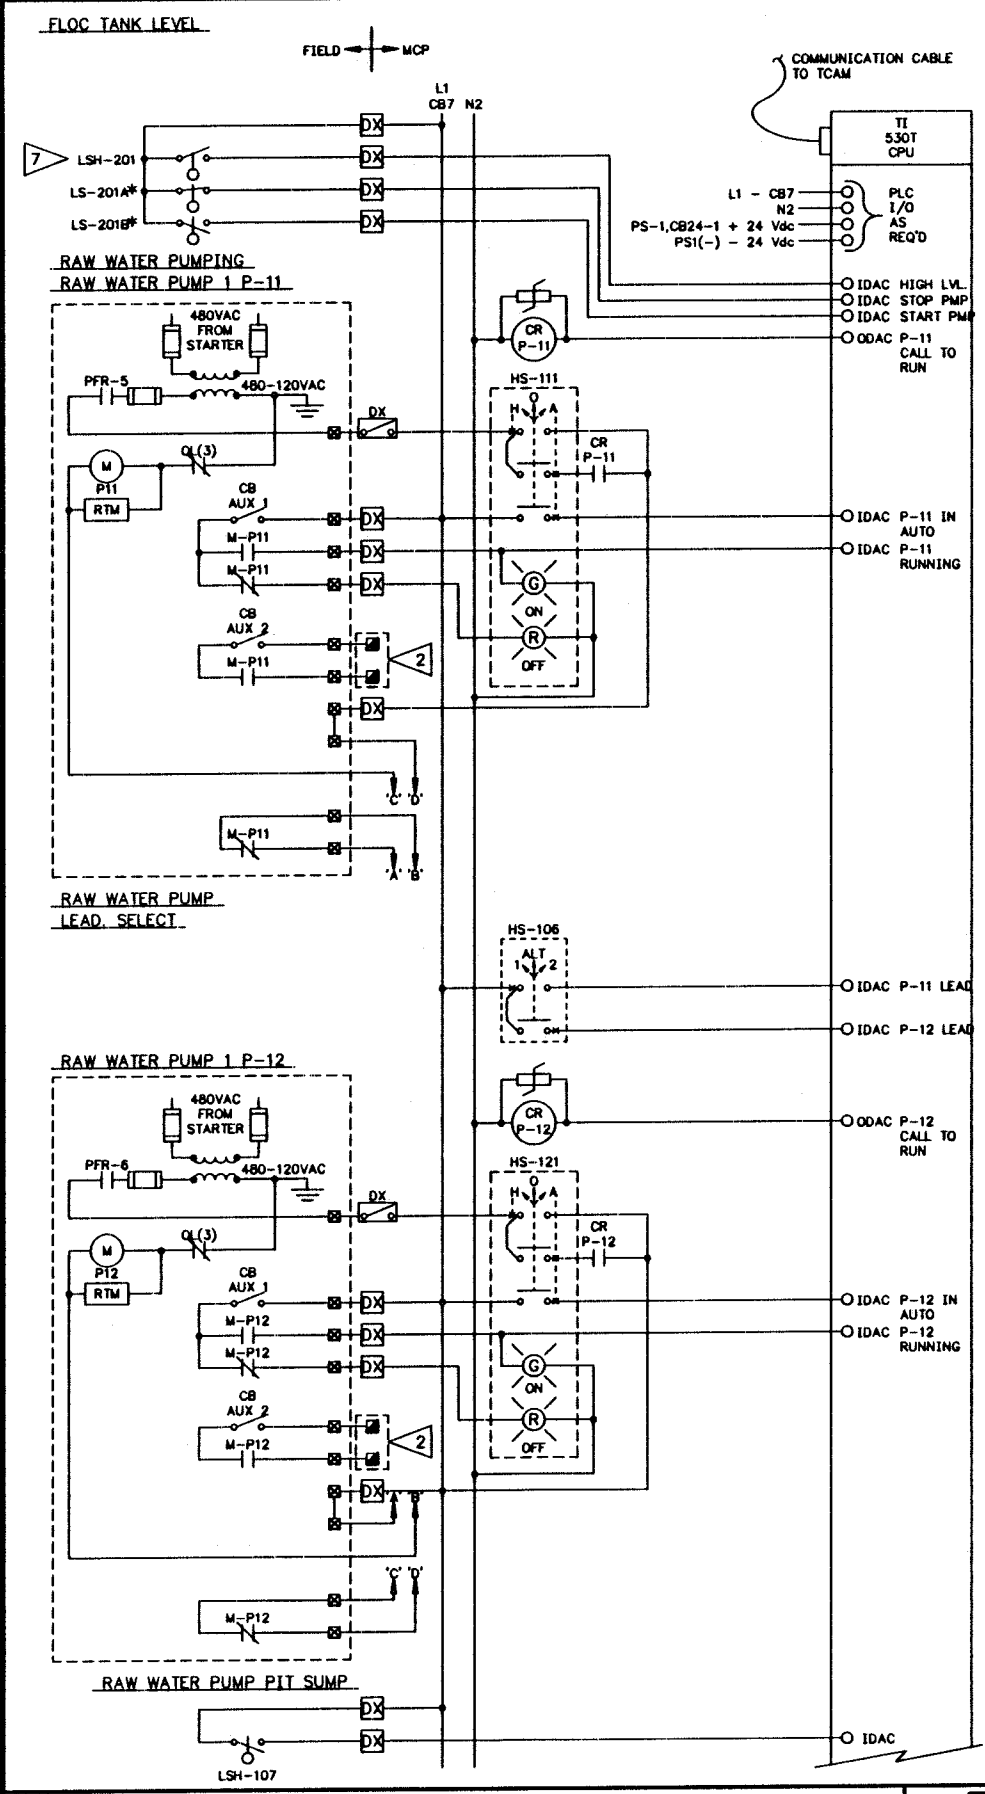 FLOC TANK LEVEL
FIELD
MCP
COMMUNICATION CABLE
TO TCAM
L1
CB7 N2
DX
TI
530T
CPU
7
LSH-201
DX
LS-201A*
DX
LS-201B*
DX
L1 - CB7
N2
PS-1,CB24-1 + 24 Vdc
PS1(-) - 24 Vdc
PLC
I/O
AS
REQ'D
RAW WATER PUMPING
RAW WATER PUMP 1 P-11
IDAC HIGH LVL.
IDAC STOP PMP
IDAC START PMP
480VAC
FROM
STARTER
CR
P-11
ODAC P-11
CALL TO
RUN
PFR-5
480-120VAC
HS-111
DX
H O A
OL(3)
CR
P-11
M
P11
RTM
CB
AUX 1
DX
IDAC P-11 IN
AUTO
M-P11
DX
IDAC P-11
RUNNING
M-P11
DX
G
ON
CB
AUX 2
R
OFF
M-P11
2
DX
'C' 'D'
M-P11
'A' 'B'
RAW WATER PUMP
LEAD, SELECT
HS-106
ALT
1 2
IDAC P-11 LEAD
IDAC P-12 LEAD
RAW WATER PUMP 1 P-12
480VAC
FROM
STARTER
CR
P-12
ODAC P-12
CALL TO
RUN
PFR-6
480-120VAC
HS-121
DX
H O A
OL(3)
CR
P-12
M
P12
RTM
CB
AUX 1
DX
IDAC P-12 IN
AUTO
M-P12
DX
IDAC P-12
RUNNING
M-P12
DX
G
ON
CB
AUX 2
R
OFF
M-P12
2
DX
'A' 'B'
'C' 'D'
M-P12
RAW WATER PUMP PIT SUMP
DX
DX
IDAC
LSH-107